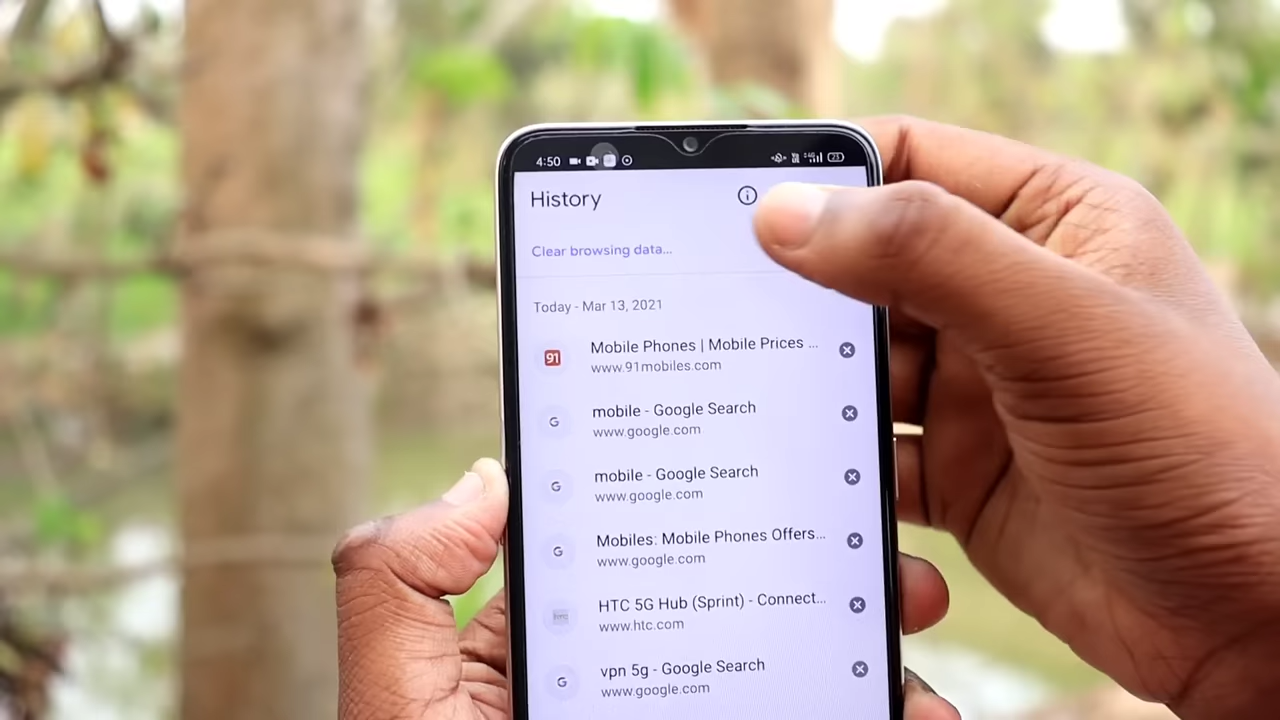 4:50
History
Clear browsing data...
Today - Mar 13, 2021
91
Mobile Phones | Mobile Prices ...
www.91mobiles.com
G
mobile - Google Search
www.google.com
G
mobile - Google Search
www.google.com
G
Mobiles: Mobile Phones Offers...
www.google.com
HTC 5G Hub (Sprint) - Connect...
www.htc.com
G
vpn 5g - Google Search
www.google.com